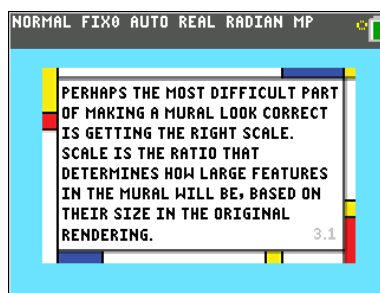 NORMAL FIX0 AUTO REAL RADIAN MP
PERHAPS THE MOST DIFFICULT PART
OF MAKING A MURAL LOOK CORRECT
IS GETTING THE RIGHT SCALE.
SCALE IS THE RATIO THAT
DETERMINES HOW LARGE FEATURES
IN THE MURAL WILL BE, BASED ON
THEIR SIZE IN THE ORIGINAL
RENDERING.
3.1